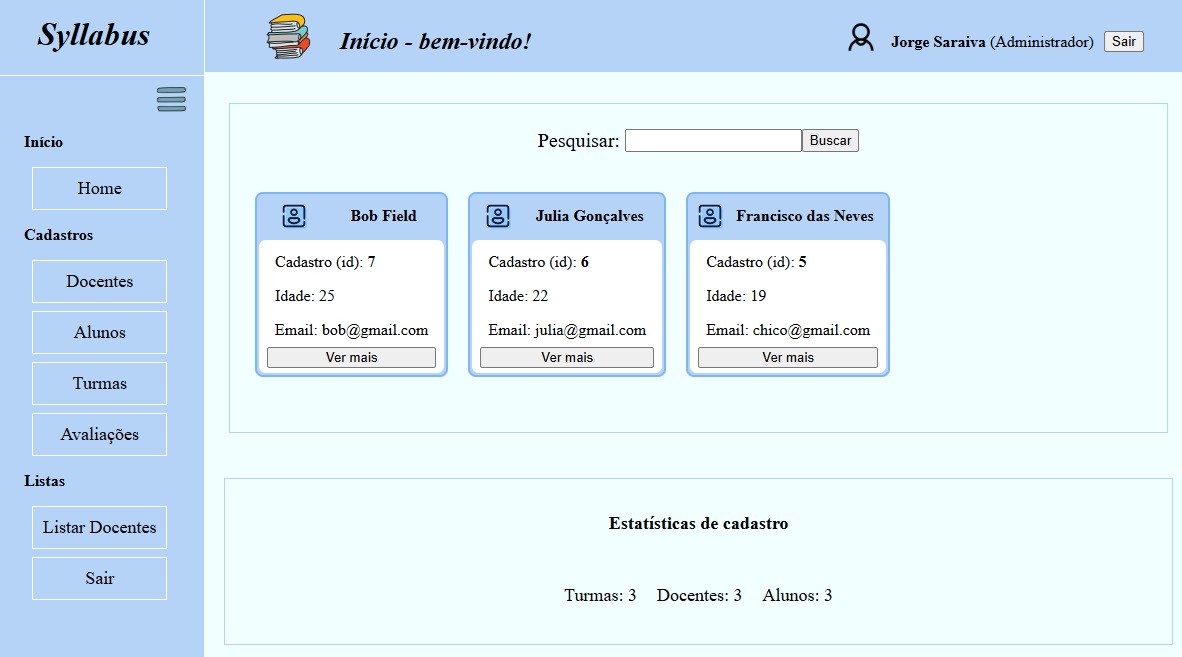 Syllabus
Início - bem-vindo!
Jorge Saraiva (Administrador) Sair
Início
Home
Cadastros
Docentes
Alunos
Turmas
Avaliações
Listas
Listar Docentes
Sair
Pesquisar: Buscar
Bob Field
Cadastro (id): 7
Idade: 25
Email: bob@gmail.com
Ver mais
Julia Gonçalves
Cadastro (id): 6
Idade: 22
Email: julia@gmail.com
Ver mais
Francisco das Neves
Cadastro (id): 5
Idade: 19
Email: chico@gmail.com
Ver mais
Estatísticas de cadastro
Turmas: 3 Docentes: 3 Alunos: 3